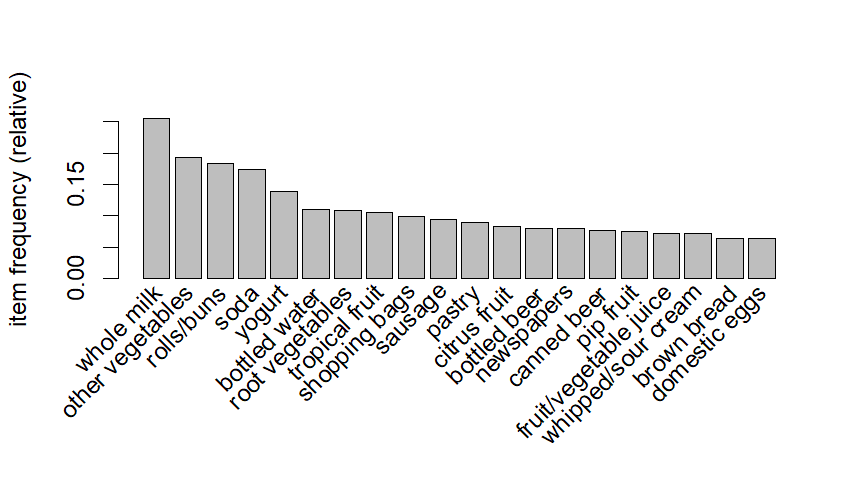 item frequency (relative)
0.15
0.00
whole milk
other vegetables
rolls/buns
soda
yogurt
bottled water
root vegetables
tropical fruit
shopping bags
sausage
pastry
citrus fruit
bottled beer
newspapers
canned beer
pip fruit
fruit/vegetable juice
whipped/sour cream
brown bread
domestic eggs